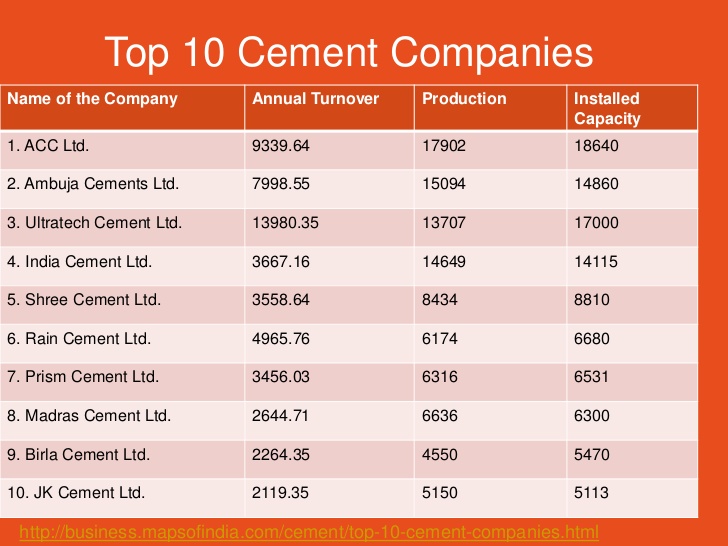 Top 10 Cement Companies
Name of the Company Annual Turnover Production Installed Capacity
1. ACC Ltd. 9339.64 17902 18640
2. Ambuja Cements Ltd. 7998.55 15094 14860
3. Ultratech Cement Ltd. 13980.35 13707 17000
4. India Cement Ltd. 3667.16 14649 14115
5. Shree Cement Ltd. 3558.64 8434 8810
6. Rain Cement Ltd. 4965.76 6174 6680
7. Prism Cement Ltd. 3456.03 6316 6531
8. Madras Cement Ltd. 2644.71 6636 6300
9. Birla Cement Ltd. 2264.35 4550 5470
10. JK Cement Ltd. 2119.35 5150 5113
http://business.mapsofindia.com/cement/top-10-cement-companies.html